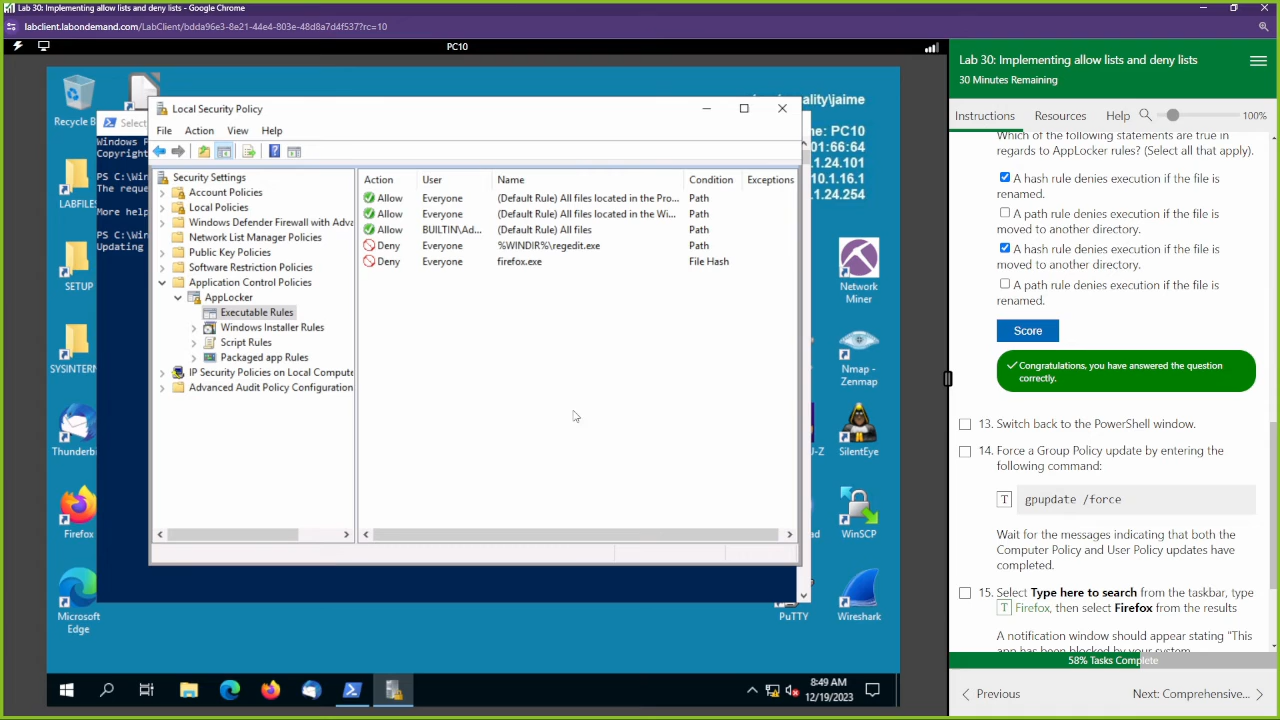 Lab 30: Implementing allow lists and deny lists - Google Chrome
labclient.labondemand.com/LabClient/bdda96e3-8e21-44e4-803e-48d8a7d4f537?rc=10
PC10
Recycle B
LABFILES
SETUP
SYSINTERN
Thunderbi
Firefox
Microsoft
Edge
Select
Windows P
Copyright
PS C:\Win
The reque
More help
PS C:\Win
Updating
Local Security Policy
File Action View Help
Security Settings
Account Policies
Local Policies
Windows Defender Firewall with Adva
Network List Manager Policies
Public Key Policies
Software Restriction Policies
Application Control Policies
AppLocker
Executable Rules
Windows Installer Rules
Script Rules
Packaged app Rules
IP Security Policies on Local Compute
Advanced Audit Policy Configuration
Action User Name Condition Exceptions
Allow Everyone (Default Rule) All files located in the Pro... Path
Allow Everyone (Default Rule) All files located in the Wi... Path
Allow BUILTIN\Ad... (Default Rule) All files Path
Deny Everyone %WINDIR%\regedit.exe Path
Deny Everyone firefox.exe File Hash
ality\jaime
me: PC10
01:66:64
.1.24.101
.10.1.16.1
.1.24.254
Network
Miner
Nmap -
Zenmap
U-Z
SilentEye
ad
WinSCP
PuTTY
Wireshark
8:49 AM
12/19/2023
Lab 30: Implementing allow lists and deny lists
30 Minutes Remaining
Instructions Resources Help 100%
Which of the following statements are true in
regards to AppLocker rules? (Select all that apply).
A hash rule denies execution if the file is
renamed.
A path rule denies execution if the file is
moved to another directory.
A hash rule denies execution if the file is
moved to another directory.
A path rule denies execution if the file is
renamed.
Score
Congratulations, you have answered the question
correctly.
13. Switch back to the PowerShell window.
14. Force a Group Policy update by entering the
following command:
T gpupdate /force
Wait for the messages indicating that both the
Computer Policy and User Policy updates have
completed.
15. Select Type here to search from the taskbar, type
T Firefox, then select Firefox from the results
A notification window should appear stating "This
app has been blocked by your system
58% Tasks Complete
Previous Next: Comprehensive...